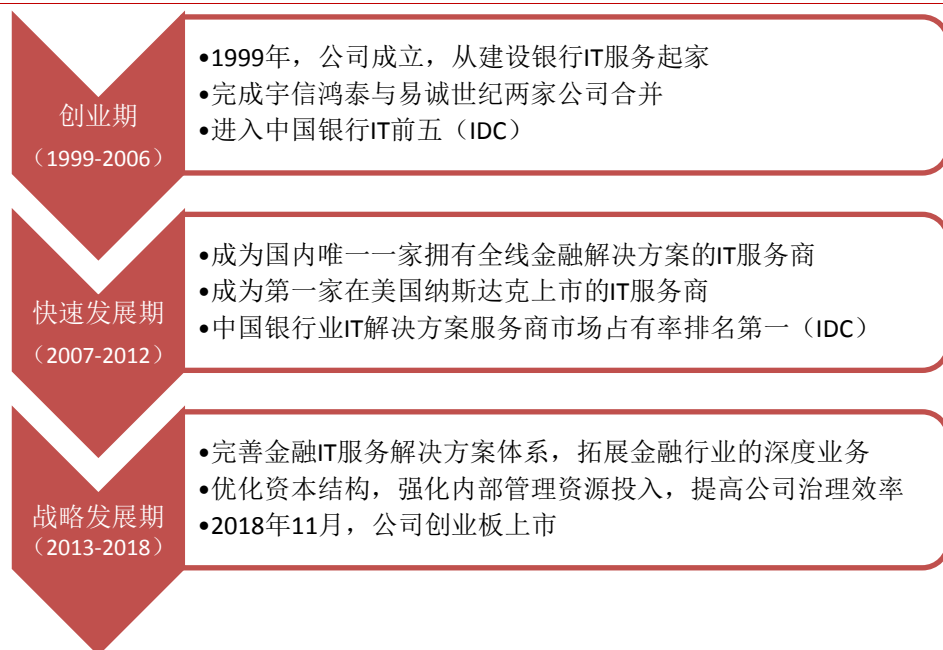 创业期
（1999-2006）
•1999年，公司成立，从建设银行IT服务起家
•完成宇信鸿泰与易诚世纪两家公司合并
•进入中国银行IT前五（IDC）
快速发展期
（2007-2012）
•成为国内唯一一家拥有全线金融解决方案的IT服务商
•成为第一家在美国纳斯达克上市的IT服务商
•中国银行业IT解决方案服务商市场占有率排名第一（IDC）
战略发展期
（2013-2018）
•完善金融IT服务解决方案体系，拓展金融行业的深度业务
•优化资本结构，强化内部管理资源投入，提高公司治理效率
•2018年11月，公司创业板上市